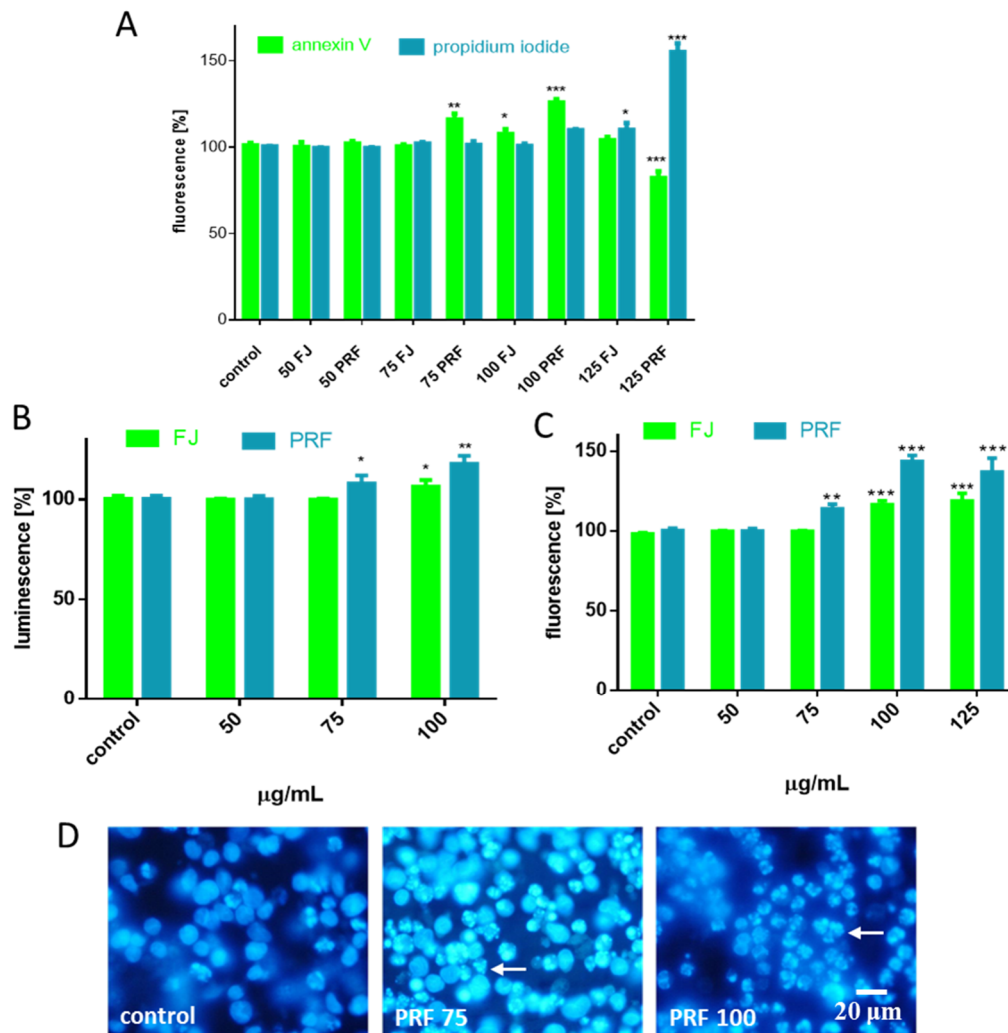 A
annexin V propidium iodide
fluorescence [%]
150
100
50
0
** * *** * *** ***
control 50 FJ 50 PRF 75 FJ 75 PRF 100 FJ 100 PRF 125 FJ 125 PRF
B
FJ PRF
luminescence [%]
100
50
0
* * **
control 50 75 100
µg/mL
C
FJ PRF
fluorescence [%]
150
100
50
0
** *** *** *** ***
control 50 75 100 125
µg/mL
D
control
PRF 75
PRF 100
20 µm